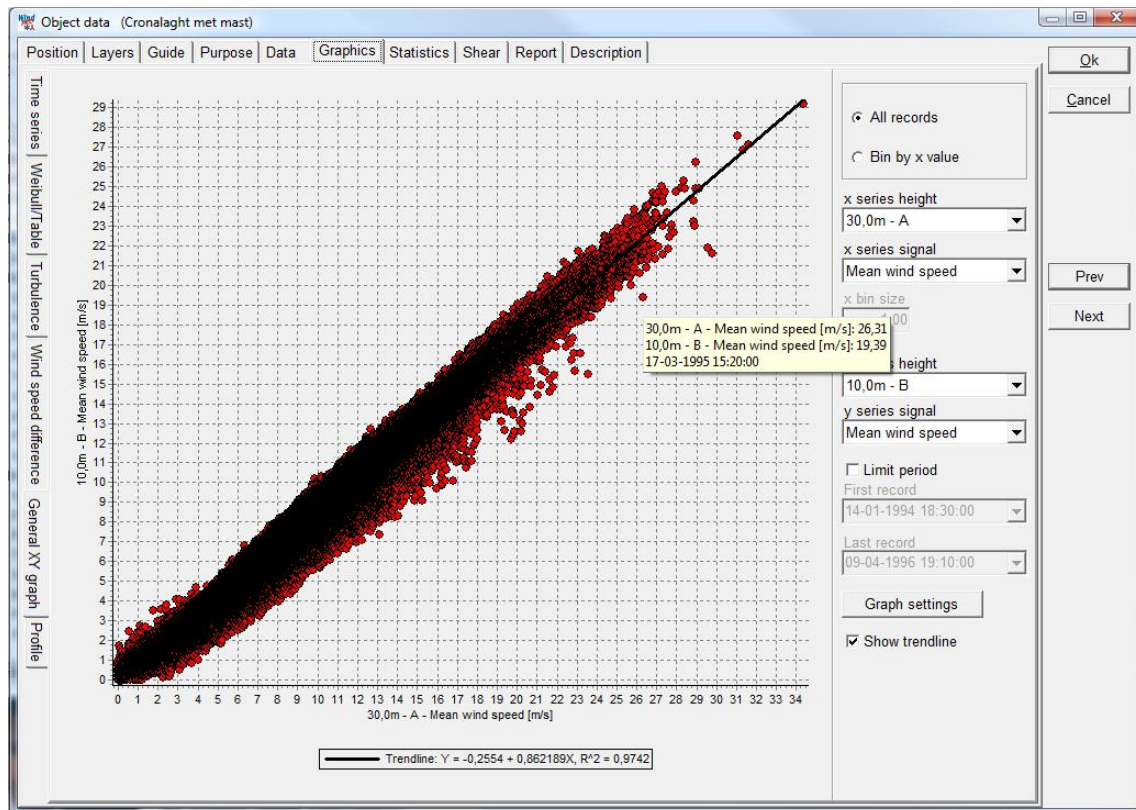 Object data (Cronalaght met mast)
Position Layers Guide Purpose Data Graphics Statistics Shear Report Description
Time series
Weibull/Table
Turbulence
Wind speed difference
General XY graph
Profile
10,0m - B - Mean wind speed [m/s]
29
28
27
26
25
24
23
22
21
20
19
18
17
16
15
14
13
12
11
10
9
8
7
6
5
4
3
2
1
0
0 1 2 3 4 5 6 7 8 9 10 11 12 13 14 15 16 17 18 19 20 21 22 23 24 25 26 27 28 29 30 31 32 33 34
30,0m - A - Mean wind speed [m/s]
Trendline: Y = -0,2554 + 0,862189X, R^2 = 0,9742
30,0m - A - Mean wind speed [m/s]: 26,31
10,0m - B - Mean wind speed [m/s]: 19,39
17-03-1995 15:20:00
All records
Bin by x value
x series height
30,0m - A
x series signal
Mean wind speed
x bin size
height
10,0m - B
y series signal
Mean wind speed
Limit period
First record
14-01-1994 18:30:00
Last record
09-04-1996 19:10:00
Graph settings
Show trendline
Ok
Cancel
Prev
Next